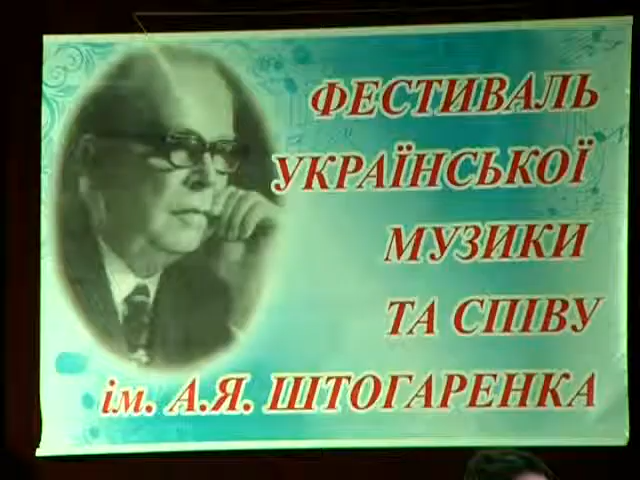 ФЕСТИВАЛЬ
УКРАЇНСЬКОЇ
МУЗИКИ
ТА СПІВУ
ім. А.Я. ШТОГАРЕНКА